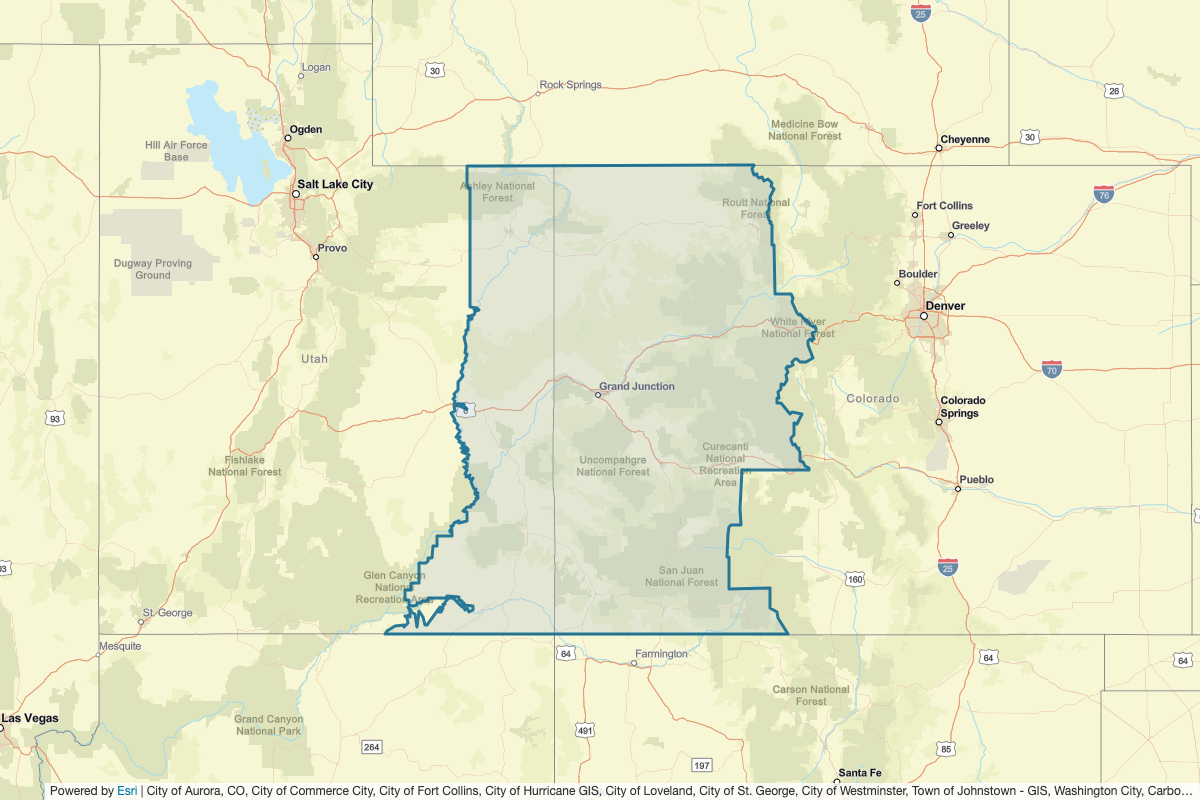 25
Logan
30
Rock Springs
26
Medicine Bow
National Forest
Ogden
30
Cheyenne
Hill Air Force
Base
Salt Lake City
Ashley National
Forest
76
Routt National
Forest
Fort Collins
Greeley
Provo
Dugway Proving
Ground
Boulder
Denver
White River
National Forest
Utah
70
Grand Junction
Colorado
Colorado
Springs
93
Curecanti
National
Recreation
Area
Fishlake
National Forest
Uncompahgre
National Forest
Pueblo
Glen Canyon
National
Recreation Area
San Juan
National Forest
25
160
St. George
Mesquite
64
Farmington
64
64
Carson National
Forest
Las Vegas
Grand Canyon
National Park
491
264
85
197
Santa Fe
Powered by Esri | City of Aurora, CO, City of Commerce City, City of Fort Collins, City of Hurricane GIS, City of Loveland, City of St. George, City of Westminster, Town of Johnstown - GIS, Washington City, Carbo...